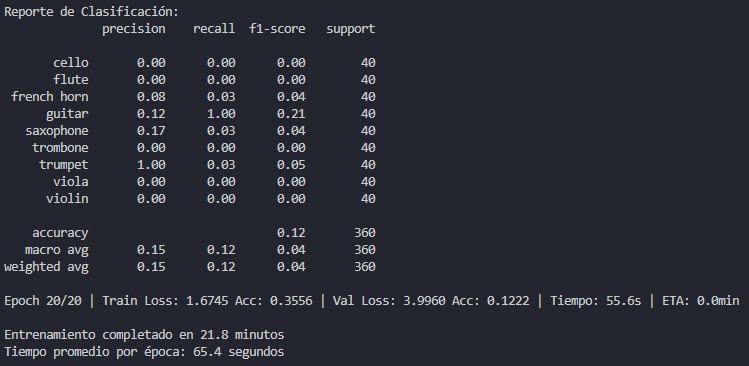 Reporte de Clasificación:
precision recall f1-score support
cello 0.00 0.00 0.00 40
flute 0.00 0.00 0.00 40
french horn 0.08 0.03 0.04 40
guitar 0.12 1.00 0.21 40
saxophone 0.17 0.03 0.04 40
trombone 0.00 0.00 0.00 40
trumpet 1.00 0.03 0.05 40
viola 0.00 0.00 0.00 40
violin 0.00 0.00 0.00 40
accuracy 0.12 360
macro avg 0.15 0.12 0.04 360
weighted avg 0.15 0.12 0.04 360
Epoch 20/20 | Train Loss: 1.6745 Acc: 0.3556 | Val Loss: 3.9960 Acc: 0.1222 | Tiempo: 55.6s | ETA: 0.0min
Entrenamiento completado en 21.8 minutos
Tiempo promedio por época: 65.4 segundos